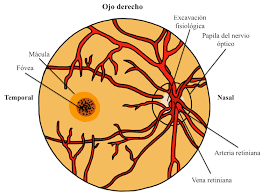 Ojo derecho
Excavación
fisiológica
Papila del nervio
óptico
Mácula
Fóvea
Temporal
Nasal
Arteria retiniana
Vena retiniana